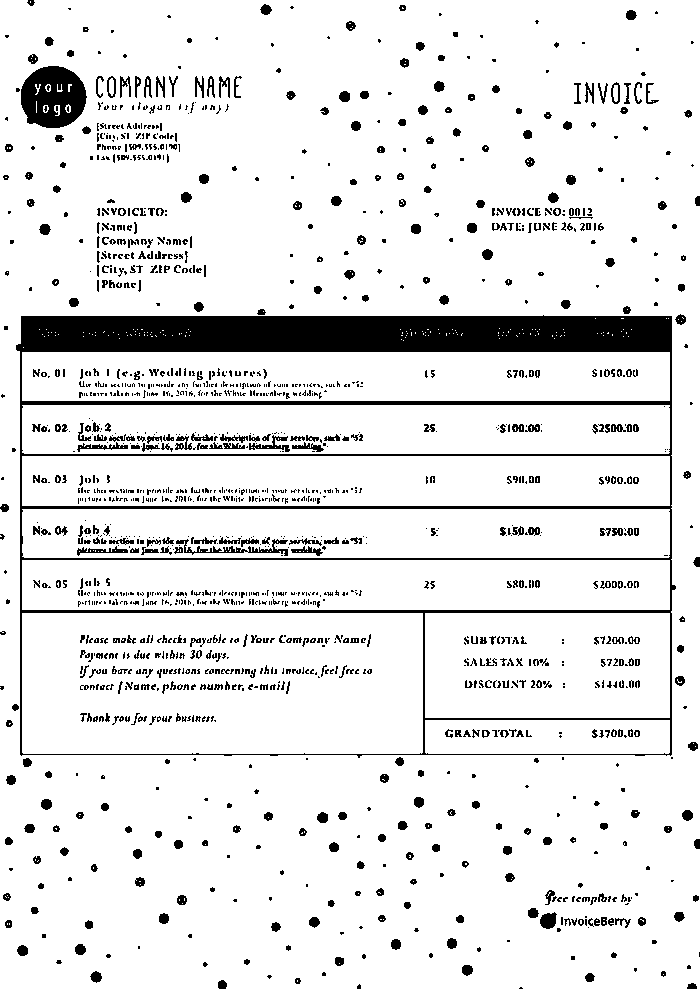 your
logo
COMPANY NAME
Your slogan (if any)
INVOICE
[Street Address]
[City, ST ZIP Code]
Phone [509.555.0190]
Fax [509.555.0191]
INVOICE TO:
[Name]
[Company Name]
[Street Address]
[City, ST ZIP Code]
[Phone]
INVOICE NO: 0012
DATE: JUNE 26, 2016
No. 01 Job 1 (e.g. Wedding pictures) 15 $70.00 $1050.00
Use this section to provide any further description of your services, such as "52
pictures taken on June 16, 2016, for the White-Heisenberg wedding."
No. 02 Job 2 25 $100.00 $2500.00
Use this section to provide any further description of your services, such as "52
pictures taken on June 16, 2016, for the White-Heisenberg wedding."
No. 03 Job 3 10 $90.00 $900.00
Use this section to provide any further description of your services, such as "52
pictures taken on June 16, 2016, for the White-Heisenberg wedding."
No. 04 Job 4 5 $150.00 $750.00
Use this section to provide any further description of your services, such as "52
pictures taken on June 16, 2016, for the White-Heisenberg wedding."
No. 05 Job 5 25 $80.00 $2000.00
Use this section to provide any further description of your services, such as "52
pictures taken on June 16, 2016, for the White-Heisenberg wedding."
Please make all checks payable to [Your Company Name]
Payment is due within 30 days.
If you have any questions concerning this invoice, feel free to
contact [Name, phone number, e-mail]
Thank you for your business.
SUBTOTAL : $7200.00
SALES TAX 10% : $720.00
DISCOUNT 20% : $1440.00
GRAND TOTAL : $3700.00
free template by
InvoiceBerry